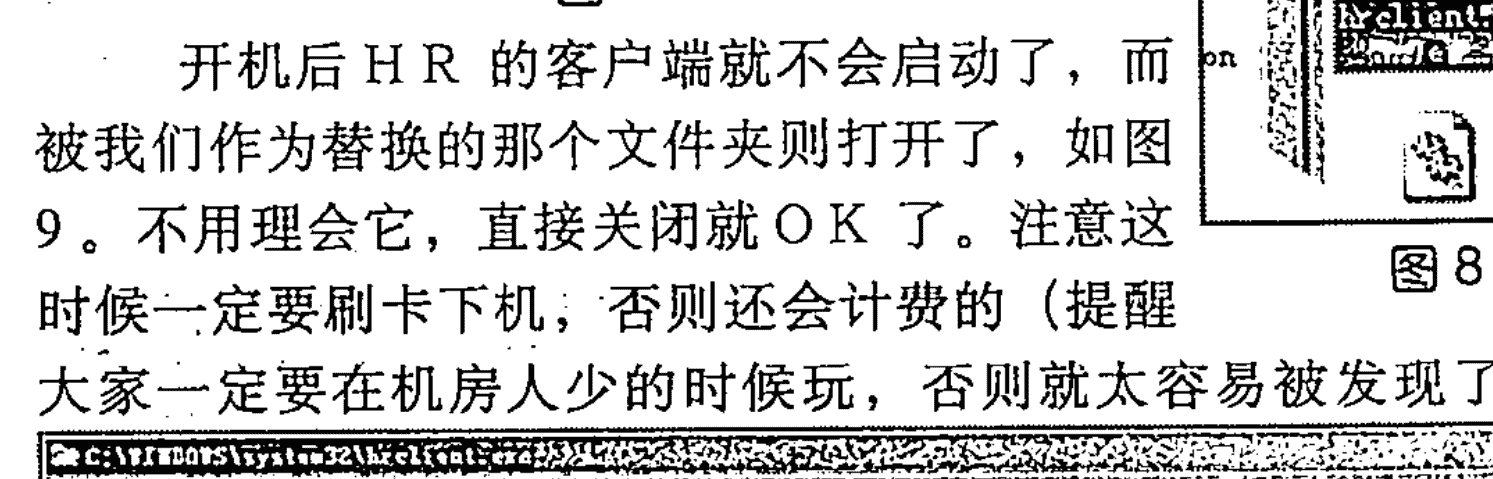 开机后HR的客户端就不会启动了，而
被我们作为替换的那个文件夹则打开了，如图
9。不用理会它，直接关闭就OK了。注意这
时候一定要刷卡下机，否则还会计费的（提醒
大家一定要在机房人少的时候玩，否则就太容易被发现了
hrclient.
on
图8
C:\WINDOWS\system32\hrclient.exe